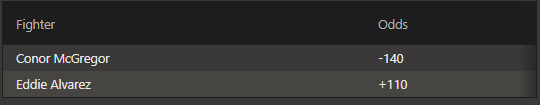 Fighter Odds
Conor McGregor -140
Eddie Alvarez +110